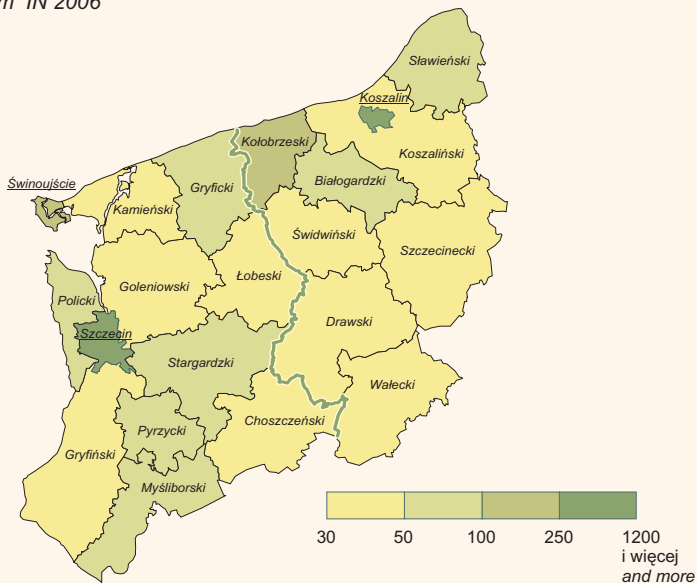 IN 2006
Sławieński
Koszalin
Kołobrzeski
Koszaliński
Świnoujście
Gryficki
Białogardzki
Kamieński
Świdwiński
Szczecinecki
Łobeski
Goleniowski
Policki
Drawski
Szczecin
Stargardzki
Wałecki
Choszczeński
Pyrzycki
Gryfiński
Myśliborski
30 50 100 250 1200
i więcej
and more